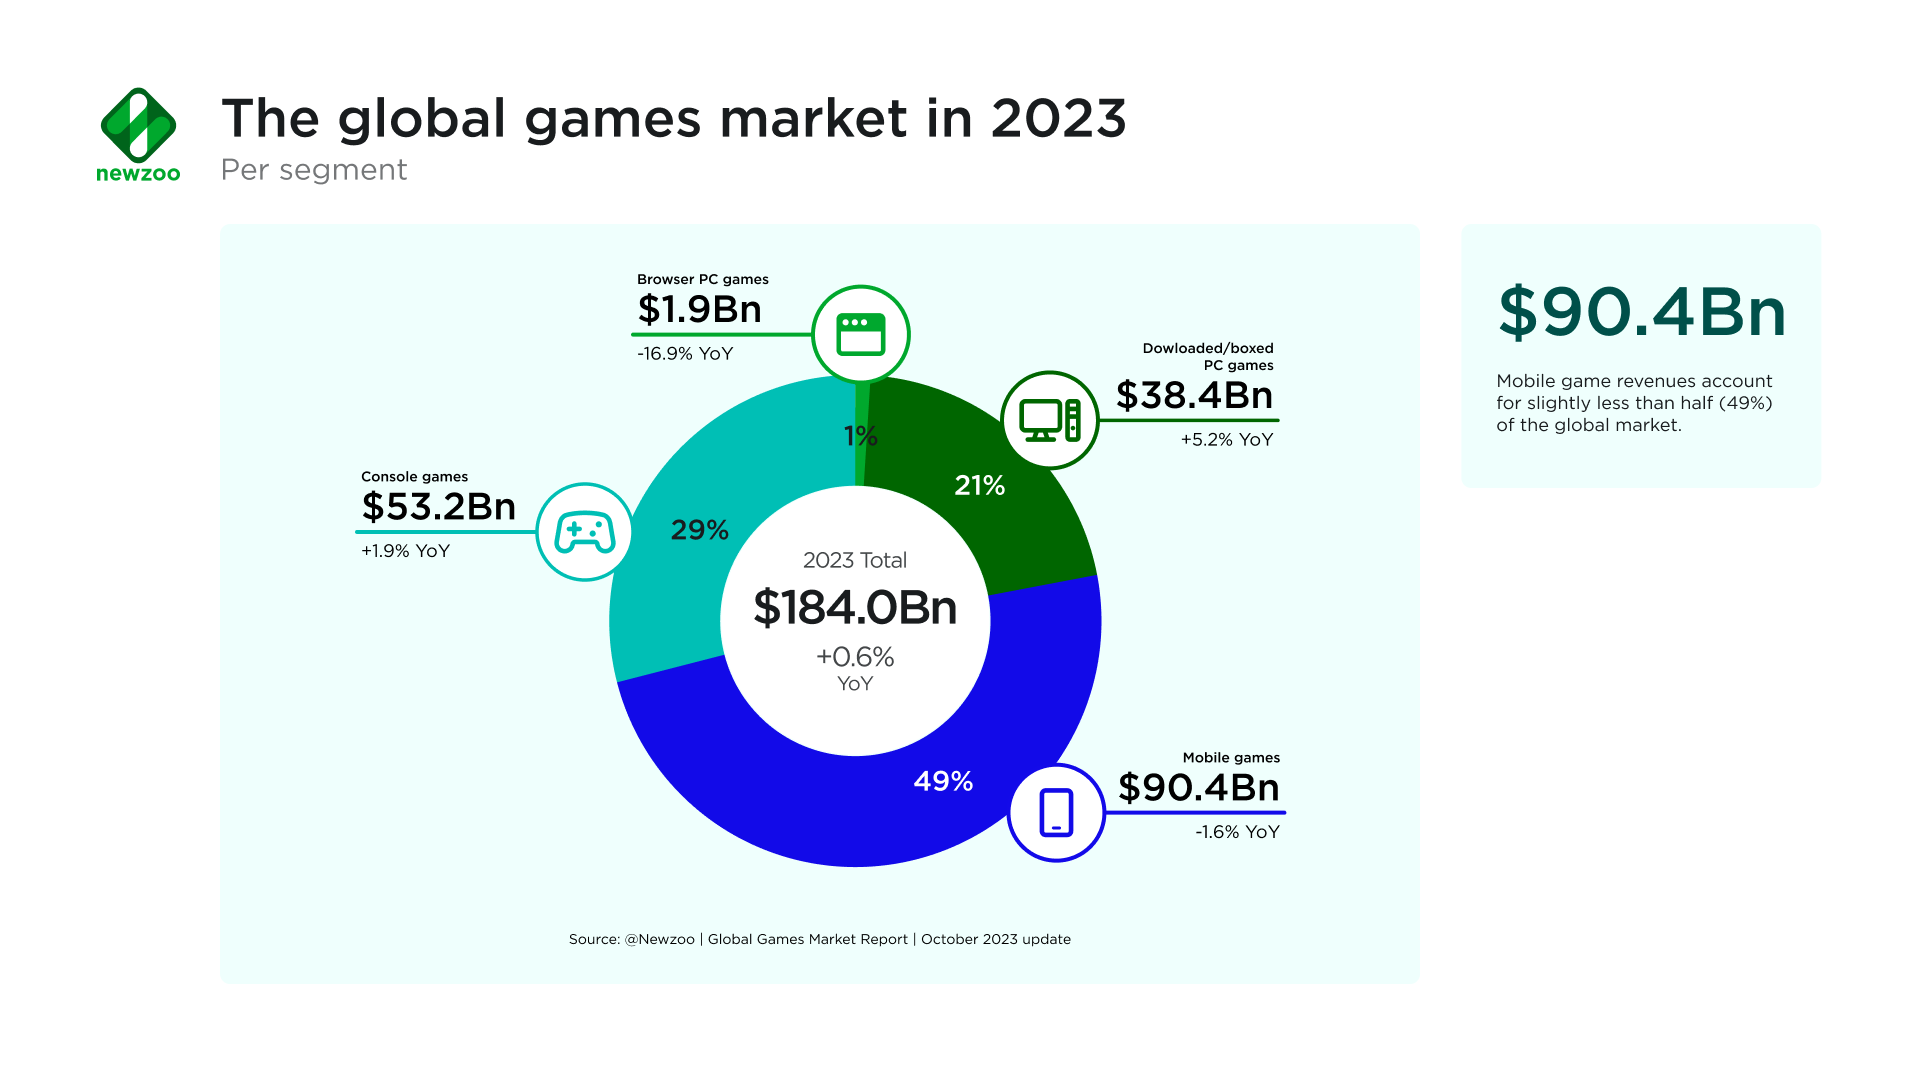 newzoo
The global games market in 2023
Per segment
Browser PC games
$1.9Bn
-16.9% YoY
Dowloaded/boxed
PC games
$38.4Bn
+5.2% YoY
Console games
$53.2Bn
+1.9% YoY
1%
21%
29%
49%
2023 Total
$184.0Bn
+0.6%
YoY
Mobile games
$90.4Bn
-1.6% YoY
Source: @Newzoo | Global Games Market Report | October 2023 update
$90.4Bn
Mobile game revenues account
for slightly less than half (49%)
of the global market.